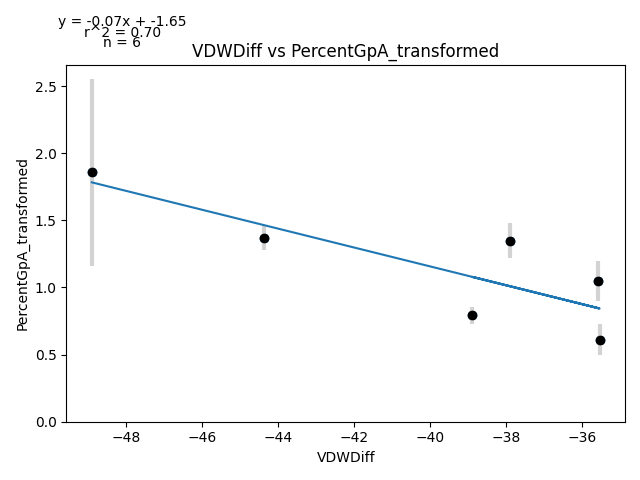 y = -0.07x + -1.65
r^2 = 0.70
n = 6
VDWDiff vs PercentGpA_transformed
PercentGpA_transformed
2.5
2.0
1.5
1.0
0.5
0.0
−48
−46
−44
−42
−40
−38
−36
VDWDiff